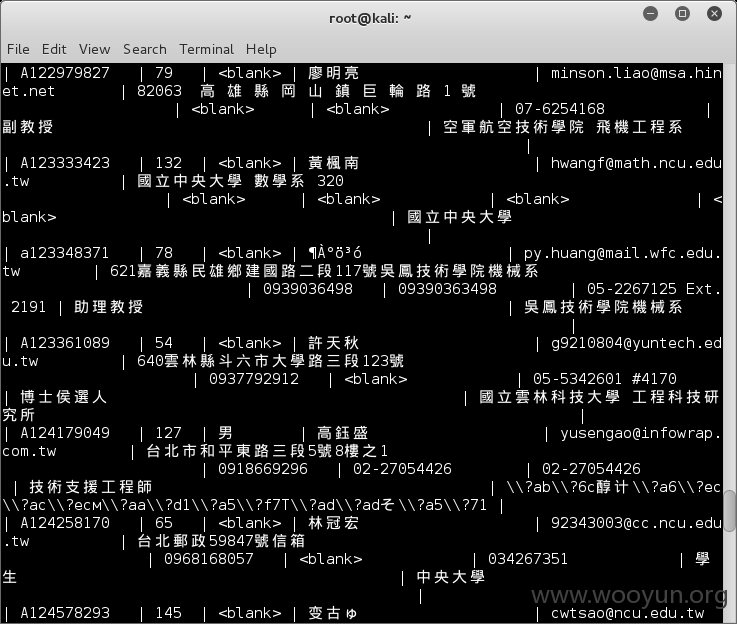 root@kali: ~
File Edit View Search Terminal Help
| A122979827 | 79 | <blank> | 廖明亮 | minson.liao@msa.hin
et.net | 82063 高 雄 縣 岡 山 鎮 巨 輪 路 1 號
| <blank> | <blank> | 07-6254168 |
副教授 | 空軍航空技術學院 飛機工程系
|
| A123333423 | 132 | <blank> | 黃楓南 | hwangf@math.ncu.edu
.tw | 國立中央大學 數學系 320
| <blank> | <blank> | <blank> | <
blank> | 國立中央大學
|
| a123348371 | 78 | <blank> | ¶À°ö³ó | py.huang@mail.wfc.edu.
tw | 621嘉義縣民雄鄉建國路二段117號吳鳳技術學院機械系
| 0939036498 | 09390363498 | 05-2267125 Ext.
2191 | 助理教授 | 吳鳳技術學院機械系
|
| A123361089 | 54 | <blank> | 許天秋 | g9210804@yuntech.ed
u.tw | 640雲林縣斗六市大學路三段123號
| 0937792912 | <blank> | 05-5342601 #4170
| 博士侯選人 | 國立雲林科技大學 工程科技研
究所 |
| A124179049 | 127 | 男 | 高鈺盛 | yusengao@infowrap.
com.tw | 台北市和平東路三段5號8樓之1
| 0918669296 | 02-27054426 | 02-27054426
| 技術支援工程師 | \\?ab\\?6c醇计\\?a6\\?ec
\\?ac\\?ecм\\?aa\\?d1\\?a5\\?f7T\\?ad\\?adそ\\?a5\\?71 |
| A124258170 | 65 | <blank> | 林冠宏 | 92343003@cc.ncu.edu
.tw | 台北郵政59847號信箱
| 0968168057 | <blank> | 034267351 | 學
生 | 中央大學
|
www.wooyun.org
| A124578293 | 145 | <blank> | 变古ゅ | cwtsao@ncu.edu.tw